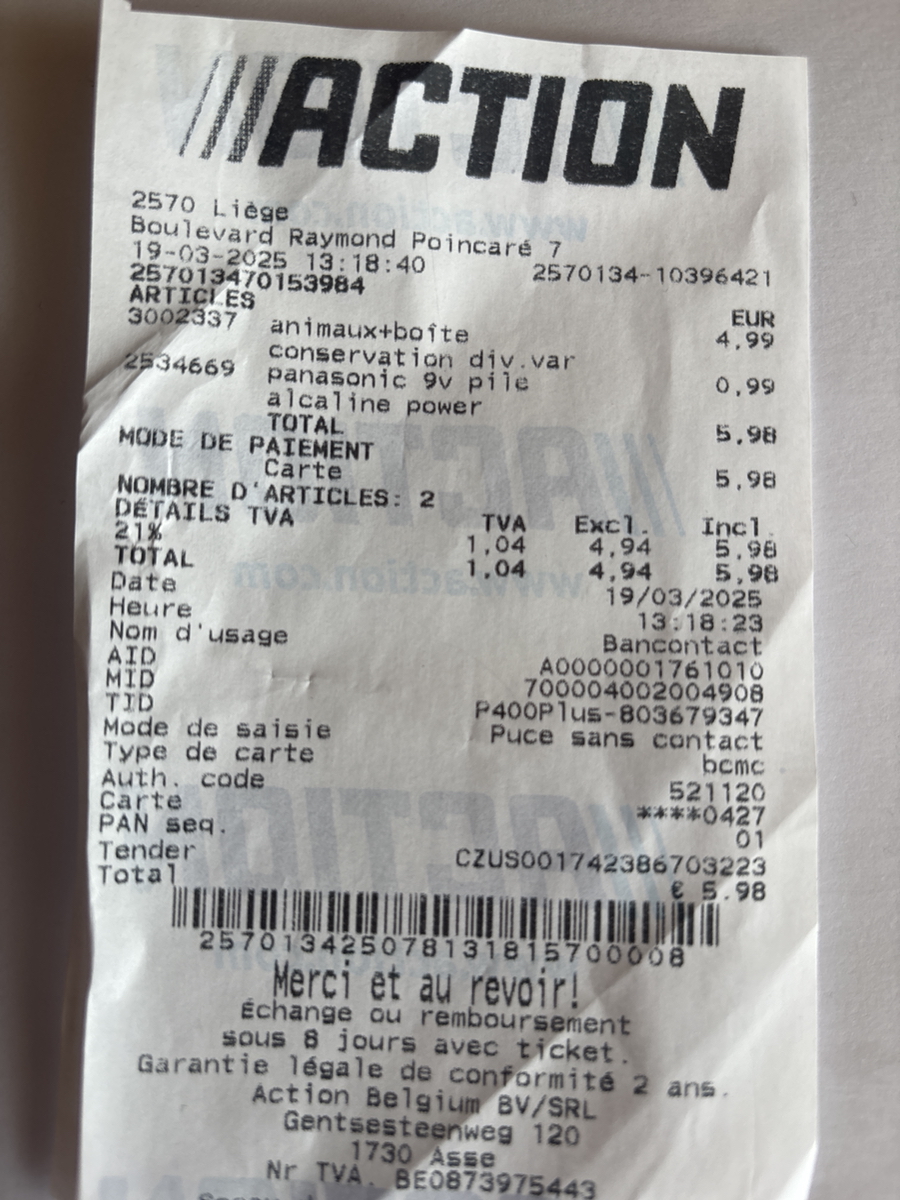 ACTION
2570 Liège
Boulevard Raymond Poincaré 7
19-03-2025 13:18:40 2570134-10396421
257013470153984
ARTICLES EUR
3002337 animaux+boîte 4,99
conservation div.var
2534669 panasonic 9v pile 0,99
alcaline power
TOTAL 5,98
MODE DE PAIEMENT
Carte 5,98
NOMBRE D'ARTICLES: 2
DÉTAILS TVA TVA Excl. Incl.
21% 1,04 4,94 5,98
TOTAL 1,04 4,94 5,98
Date 19/03/2025
Heure 13:18:23
Nom d'usage Bancontact
AID A0000001761010
MID 700004002004908
TID P400Plus-803679347
Mode de saisie Puce sans contact
Type de carte bcmc
Auth. code 521120
Carte ****0427
PAN seq. 01
Tender CZUS001742386703223
Total € 5.98
257013425078131815700008
Merci et au revoir!
Échange ou remboursement
sous 8 jours avec ticket.
Garantie légale de conformité 2 ans.
Action Belgium BV/SRL
Gentsesteenweg 120
1730 Asse
Nr TVA. BE0873975443